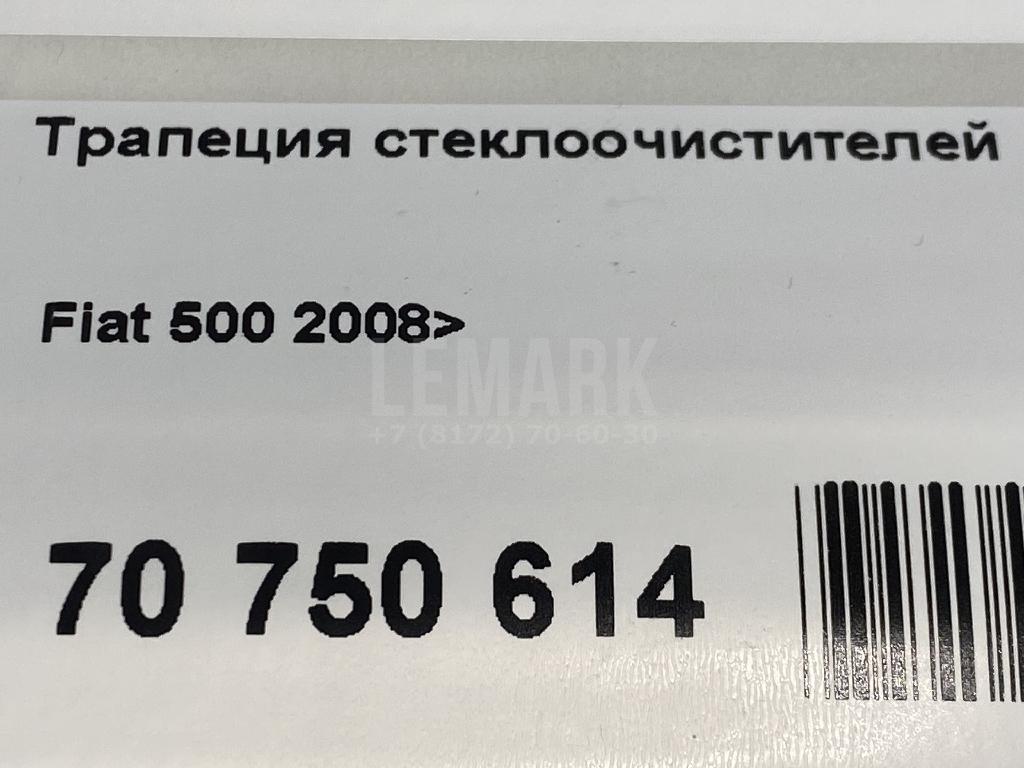 Трапеция стеклоочистителей
Fiat 500 2008>
LEMARK
+7 (8172) 70-60-30
70 750 614